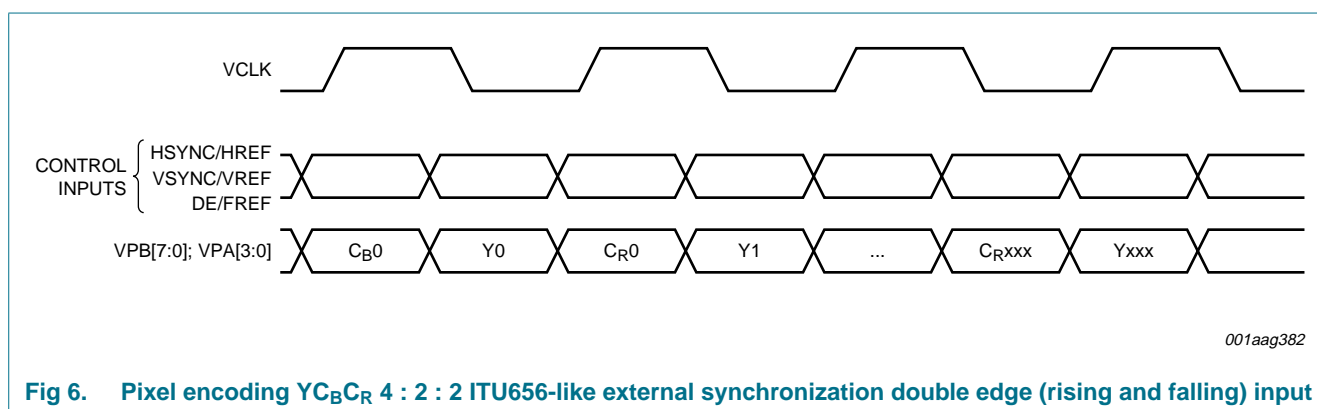 VCLK
CONTROL INPUTS
HSYNC/HREF
VSYNC/VREF
DE/FREF
VPB[7:0]; VPA[3:0]
CB0 Y0 CR0 Y1 ... CRxxx Yxxx
001aag382
Fig 6. Pixel encoding YCBCR 4 : 2 : 2 ITU656-like external synchronization double edge (rising and falling) input